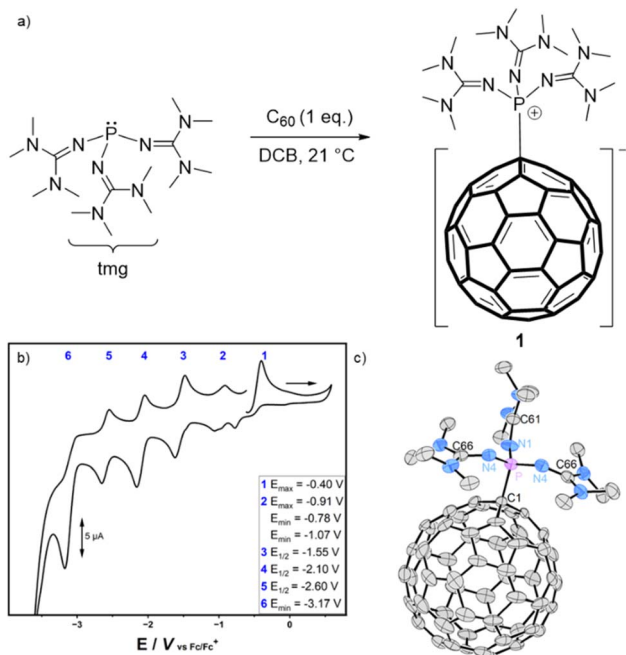 a)
N N
N N
N N
N P N
N
N N
C60 (1 eq.)
DCB, 21 °C
tmg
N N
N N N N
N N N
P
⊕
−
1
b)
6 5 4 3 2 1
5 µA
1 Emax = -0.40 V
2 Emax = -0.91 V
Emin = -0.78 V
Emin = -1.07 V
3 E1/2 = -1.55 V
4 E1/2 = -2.10 V
5 E1/2 = -2.60 V
6 Emin = -3.17 V
-3 -2 -1 0
E / V vs Fc/Fc+
c)
C61
C66 N1 C66
N4 P N4
C1